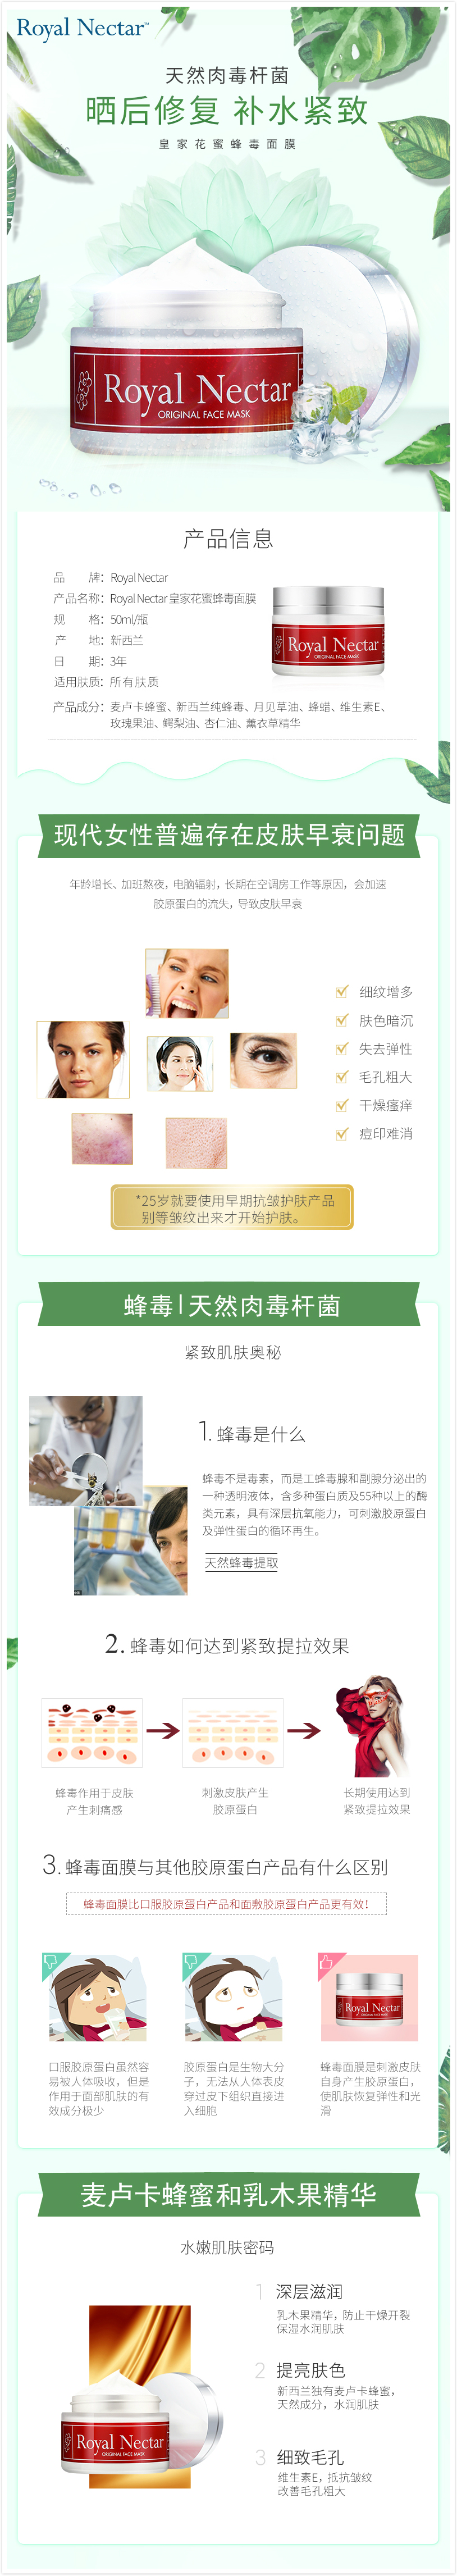 Royal Nectar™
天然肉毒杆菌
晒后修复 补水紧致
皇家花蜜蜂毒面膜
Royal Nectar
ORIGINAL FACE MASK
产品信息
品 牌：Royal Nectar
产品名称：Royal Nectar 皇家花蜜蜂毒面膜
规 格：50ml/瓶
产 地：新西兰
日 期：3年
适用肤质：所有肤质
产品成分：麦卢卡蜂蜜、新西兰纯蜂毒、月见草油、蜂蜡、维生素E、
玫瑰果油、鳄梨油、杏仁油、薰衣草精华
Royal Nectar
ORIGINAL FACE MASK
现代女性普遍存在皮肤早衰问题
年龄增长、加班熬夜，电脑辐射，长期在空调房工作等原因，会加速
胶原蛋白的流失，导致皮肤早衰
细纹增多
肤色暗沉
失去弹性
毛孔粗大
干燥瘙痒
痘印难消
*25岁就要使用早期抗皱护肤产品
别等皱纹出来才开始护肤。
蜂毒|天然肉毒杆菌
紧致肌肤奥秘
1. 蜂毒是什么
蜂毒不是毒素，而是工蜂毒腺和副腺分泌出的
一种透明液体，含多种蛋白质及55种以上的酶
类元素，具有深层抗氧能力，可刺激胶原蛋白
及弹性蛋白的循环再生。
天然蜂毒提取
2. 蜂毒如何达到紧致提拉效果
蜂毒作用于皮肤
产生刺痛感
刺激皮肤产生
胶原蛋白
长期使用达到
紧致提拉效果
3. 蜂毒面膜与其他胶原蛋白产品有什么区别
蜂毒面膜比口服胶原蛋白产品和面敷胶原蛋白产品更有效！
Royal Nectar
ORIGINAL FACE MASK
口服胶原蛋白虽然容
易被人体吸收，但是
作用于面部肌肤的有
效成分极少
胶原蛋白是生物大分
子，无法从人体表皮
穿过皮下组织直接进
入细胞
蜂毒面膜是刺激皮肤
自身产生胶原蛋白，
使肌肤恢复弹性和光
滑
麦卢卡蜂蜜和乳木果精华
水嫩肌肤密码
1 深层滋润
乳木果精华，防止干燥开裂
保湿水润肌肤
2 提亮肤色
新西兰独有麦卢卡蜂蜜，
天然成分，水润肌肤
3 细致毛孔
维生素E，抵抗皱纹
改善毛孔粗大
Royal Nectar
ORIGINAL FACE MASK